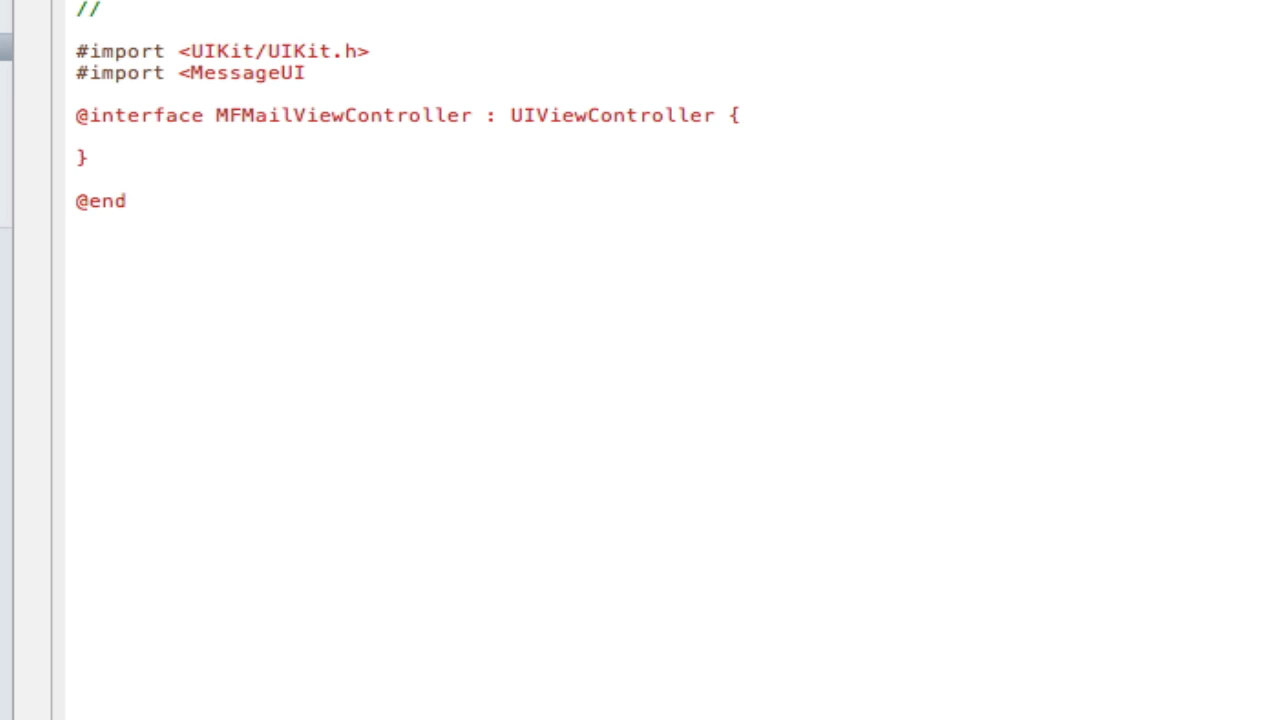 //
#import <UIKit/UIKit.h>
#import <MessageUI
@interface MFMailViewController : UIViewController {
}
@end